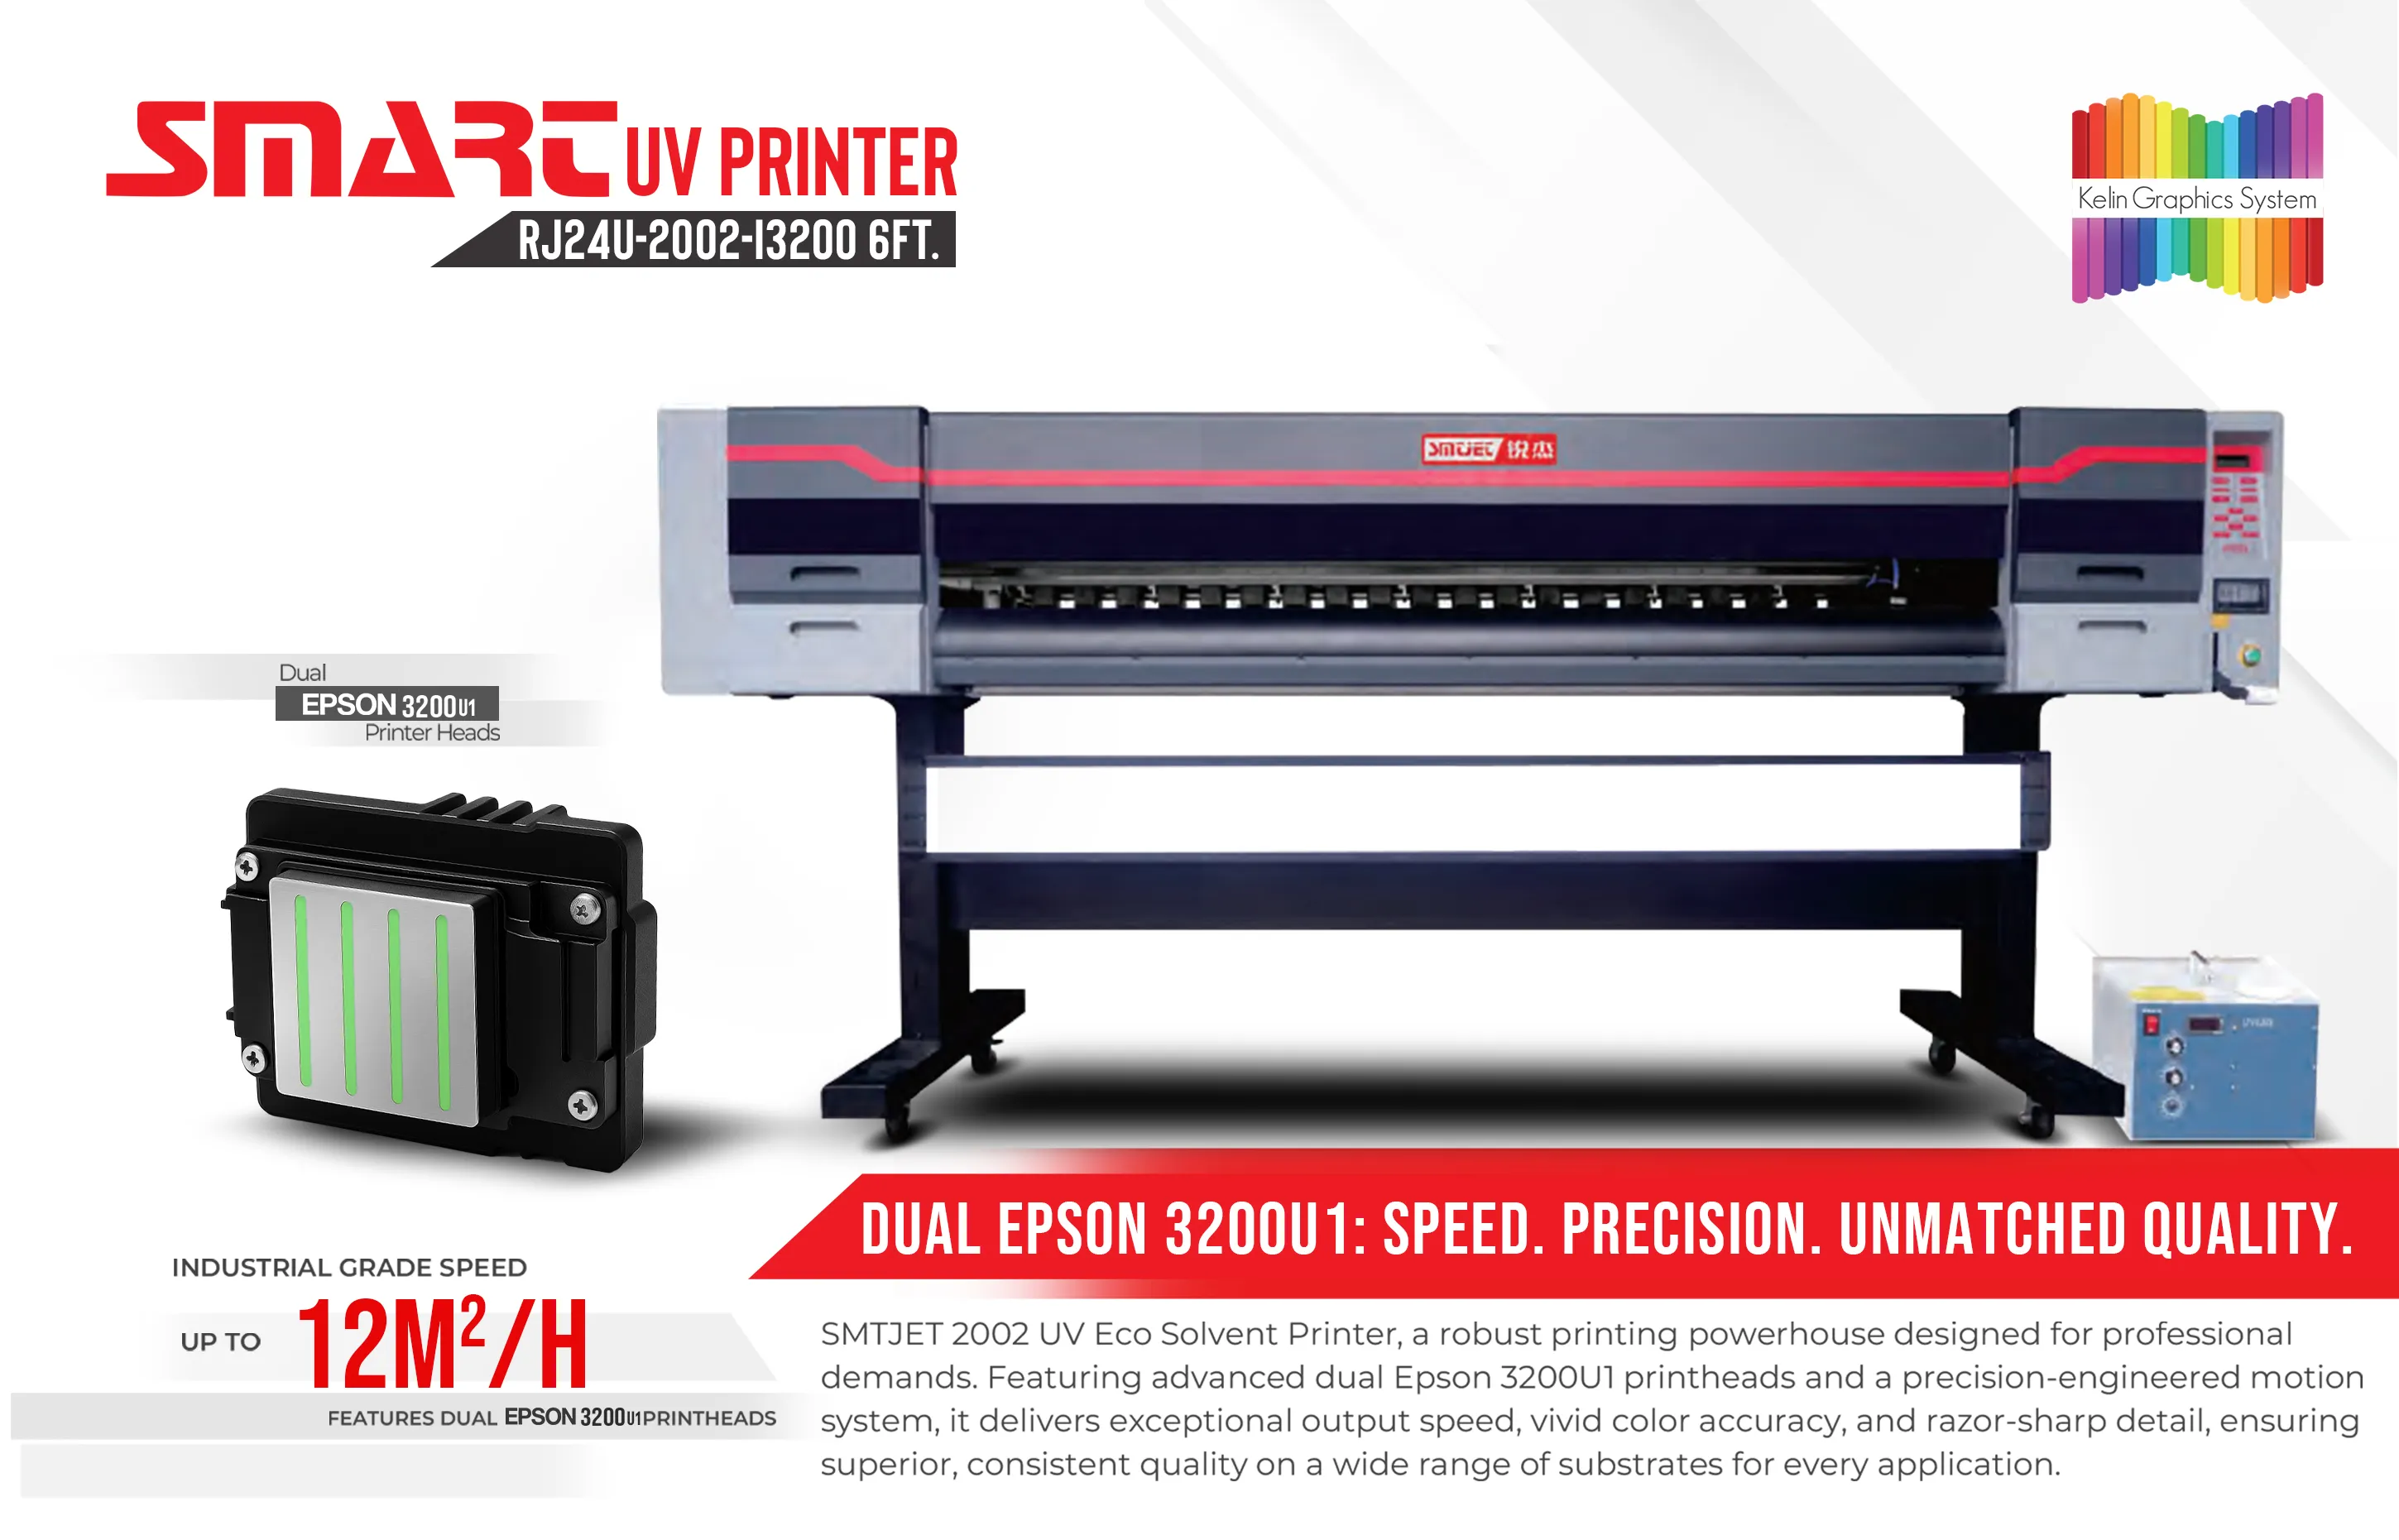 SMART UV PRINTER
RJ24U-2002-I3200 6FT.
Kelin Graphics System
SMTJET 锐杰
Dual
EPSON 3200U1
Printer Heads
DUAL EPSON 3200U1: SPEED. PRECISION. UNMATCHED QUALITY.
INDUSTRIAL GRADE SPEED
UP TO 12M²/H
FEATURES DUAL EPSON 3200U1 PRINTHEADS
SMTJET 2002 UV Eco Solvent Printer, a robust printing powerhouse designed for professional
demands. Featuring advanced dual Epson 3200U1 printheads and a precision-engineered motion
system, it delivers exceptional output speed, vivid color accuracy, and razor-sharp detail, ensuring
superior, consistent quality on a wide range of substrates for every application.